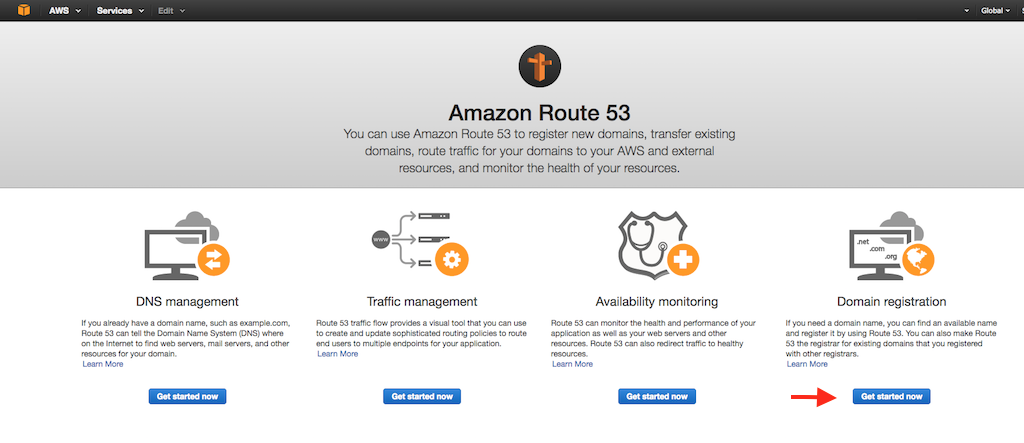 AWS Services Edit Global
Amazon Route 53
You can use Amazon Route 53 to register new domains, transfer existing
domains, route traffic for your domains to your AWS and external
resources, and monitor the health of your resources.
www
.net
.com
.org
DNS management
If you already have a domain name, such as example.com,
Route 53 can tell the Domain Name System (DNS) where
on the Internet to find web servers, mail servers, and other
resources for your domain.
Learn More
Get started now
Traffic management
Route 53 traffic flow provides a visual tool that you can use
to create and update sophisticated routing policies to route
end users to multiple endpoints for your application.
Learn More
Get started now
Availability monitoring
Route 53 can monitor the health and performance of your
application as well as your web servers and other
resources. Route 53 can also redirect traffic to healthy
resources.
Learn More
Get started now
Domain registration
If you need a domain name, you can find an available name
and register it by using Route 53. You can also make Route
53 the registrar for existing domains that you registered
with other registrars.
Learn More
Get started now